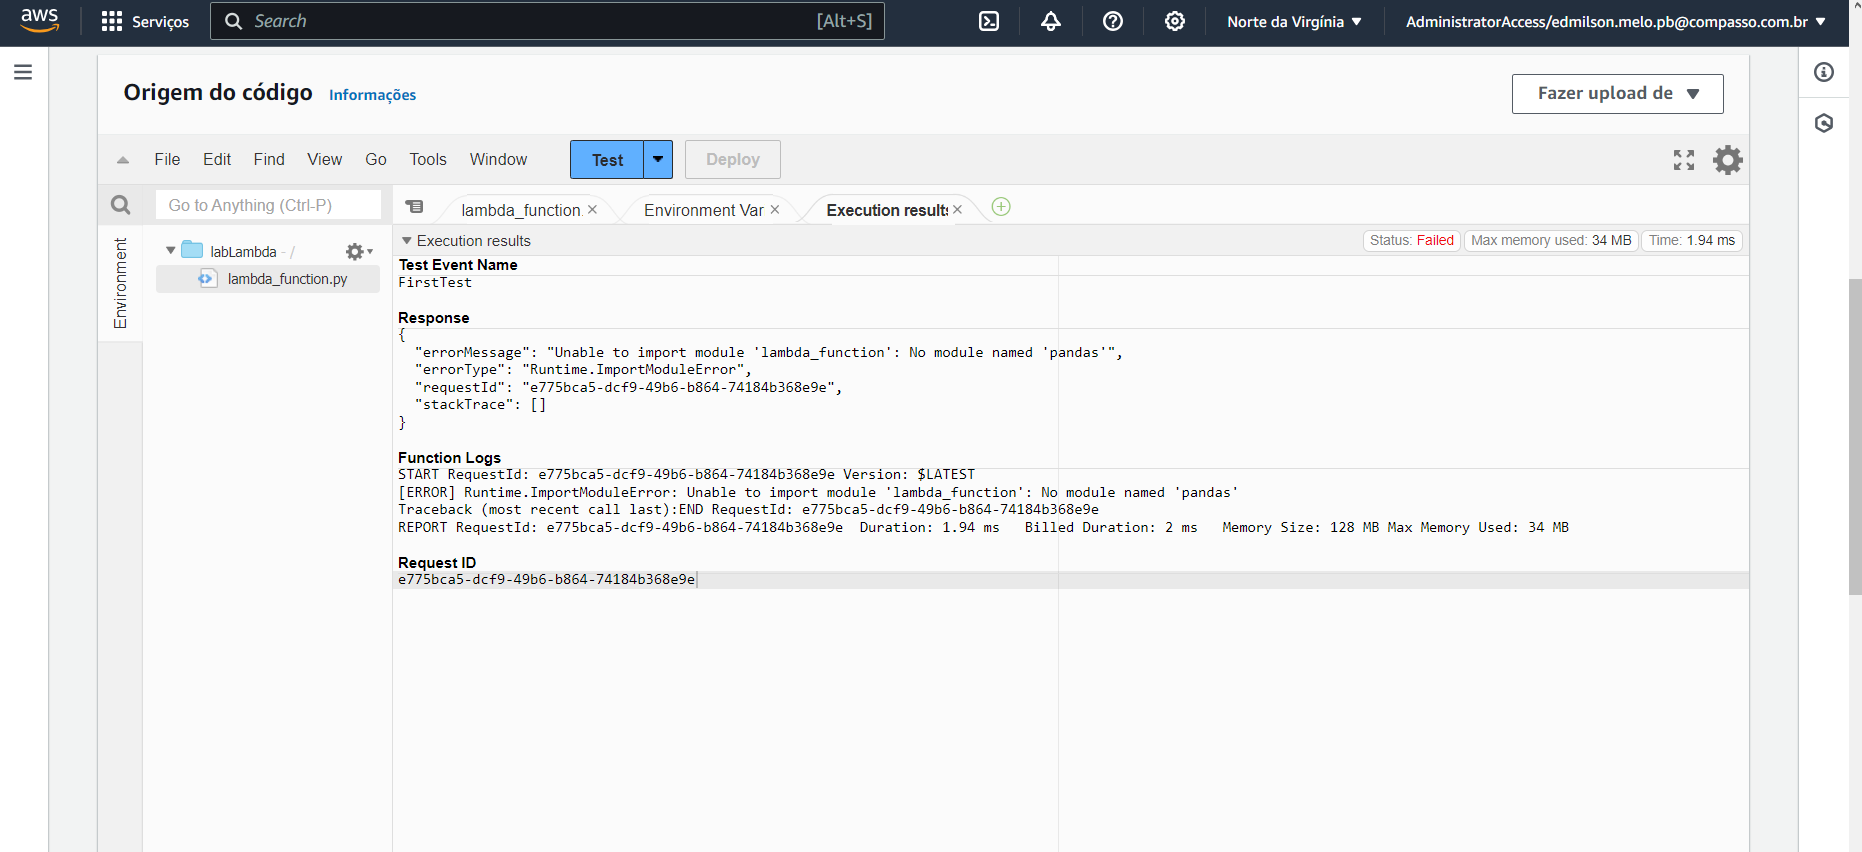 aws Serviços Search [Alt+S] Norte da Virgínia AdministratorAccess/edmilson.melo.pb@compasso.com.br
Origem do código Informações Fazer upload de
File Edit Find View Go Tools Window Test Deploy
Go to Anything (Ctrl-P) lambda_function. Environment Var Execution results
Environment
labLambda - /
lambda_function.py
Execution results Status: Failed Max memory used: 34 MB Time: 1.94 ms
Test Event Name
FirstTest
Response
{
"errorMessage": "Unable to import module 'lambda_function': No module named 'pandas'",
"errorType": "Runtime.ImportModuleError",
"requestId": "e775bca5-dcf9-49b6-b864-74184b368e9e",
"stackTrace": []
}
Function Logs
START RequestId: e775bca5-dcf9-49b6-b864-74184b368e9e Version: $LATEST
[ERROR] Runtime.ImportModuleError: Unable to import module 'lambda_function': No module named 'pandas'
Traceback (most recent call last):END RequestId: e775bca5-dcf9-49b6-b864-74184b368e9e
REPORT RequestId: e775bca5-dcf9-49b6-b864-74184b368e9e Duration: 1.94 ms Billed Duration: 2 ms Memory Size: 128 MB Max Memory Used: 34 MB
Request ID
e775bca5-dcf9-49b6-b864-74184b368e9e